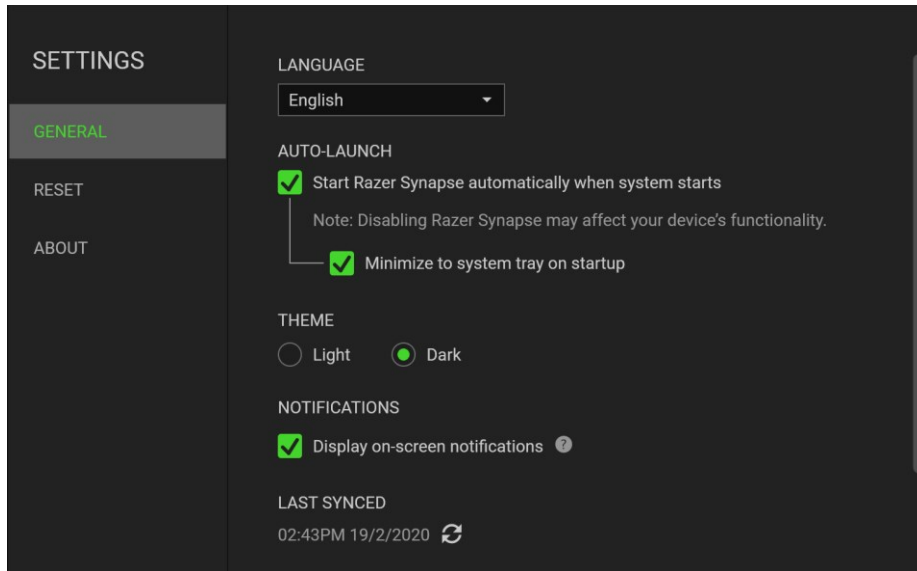 SETTINGS
GENERAL
RESET
ABOUT
LANGUAGE
English
AUTO-LAUNCH
Start Razer Synapse automatically when system starts
Note: Disabling Razer Synapse may affect your device’s functionality.
Minimize to system tray on startup
THEME
Light Dark
NOTIFICATIONS
Display on-screen notifications ?
LAST SYNCED
02:43PM 19/2/2020